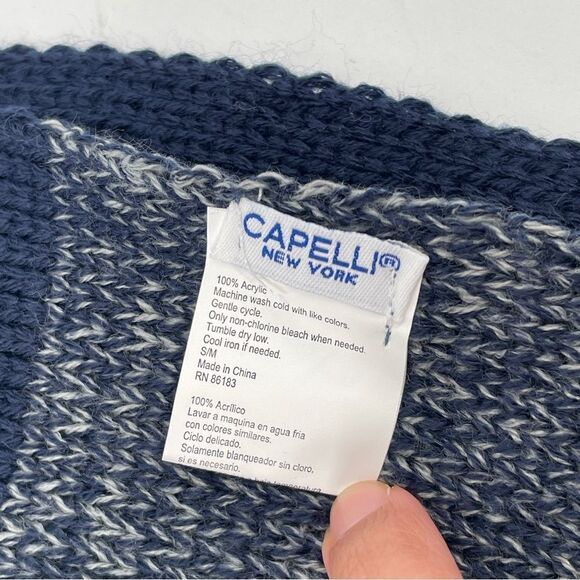 CAPELLI®
NEW YORK
100% Acrylic
Machine wash cold with like colors.
Gentle cycle.
Only non-chlorine bleach when needed.
Tumble dry low.
Cool iron if needed.
S/M
Made in China
RN 86183
100% Acrílico
Lavar a maquina en agua fria
con colores similares.
Ciclo delicado.
Solamente blanqueador sin cloro.
si es necesario.